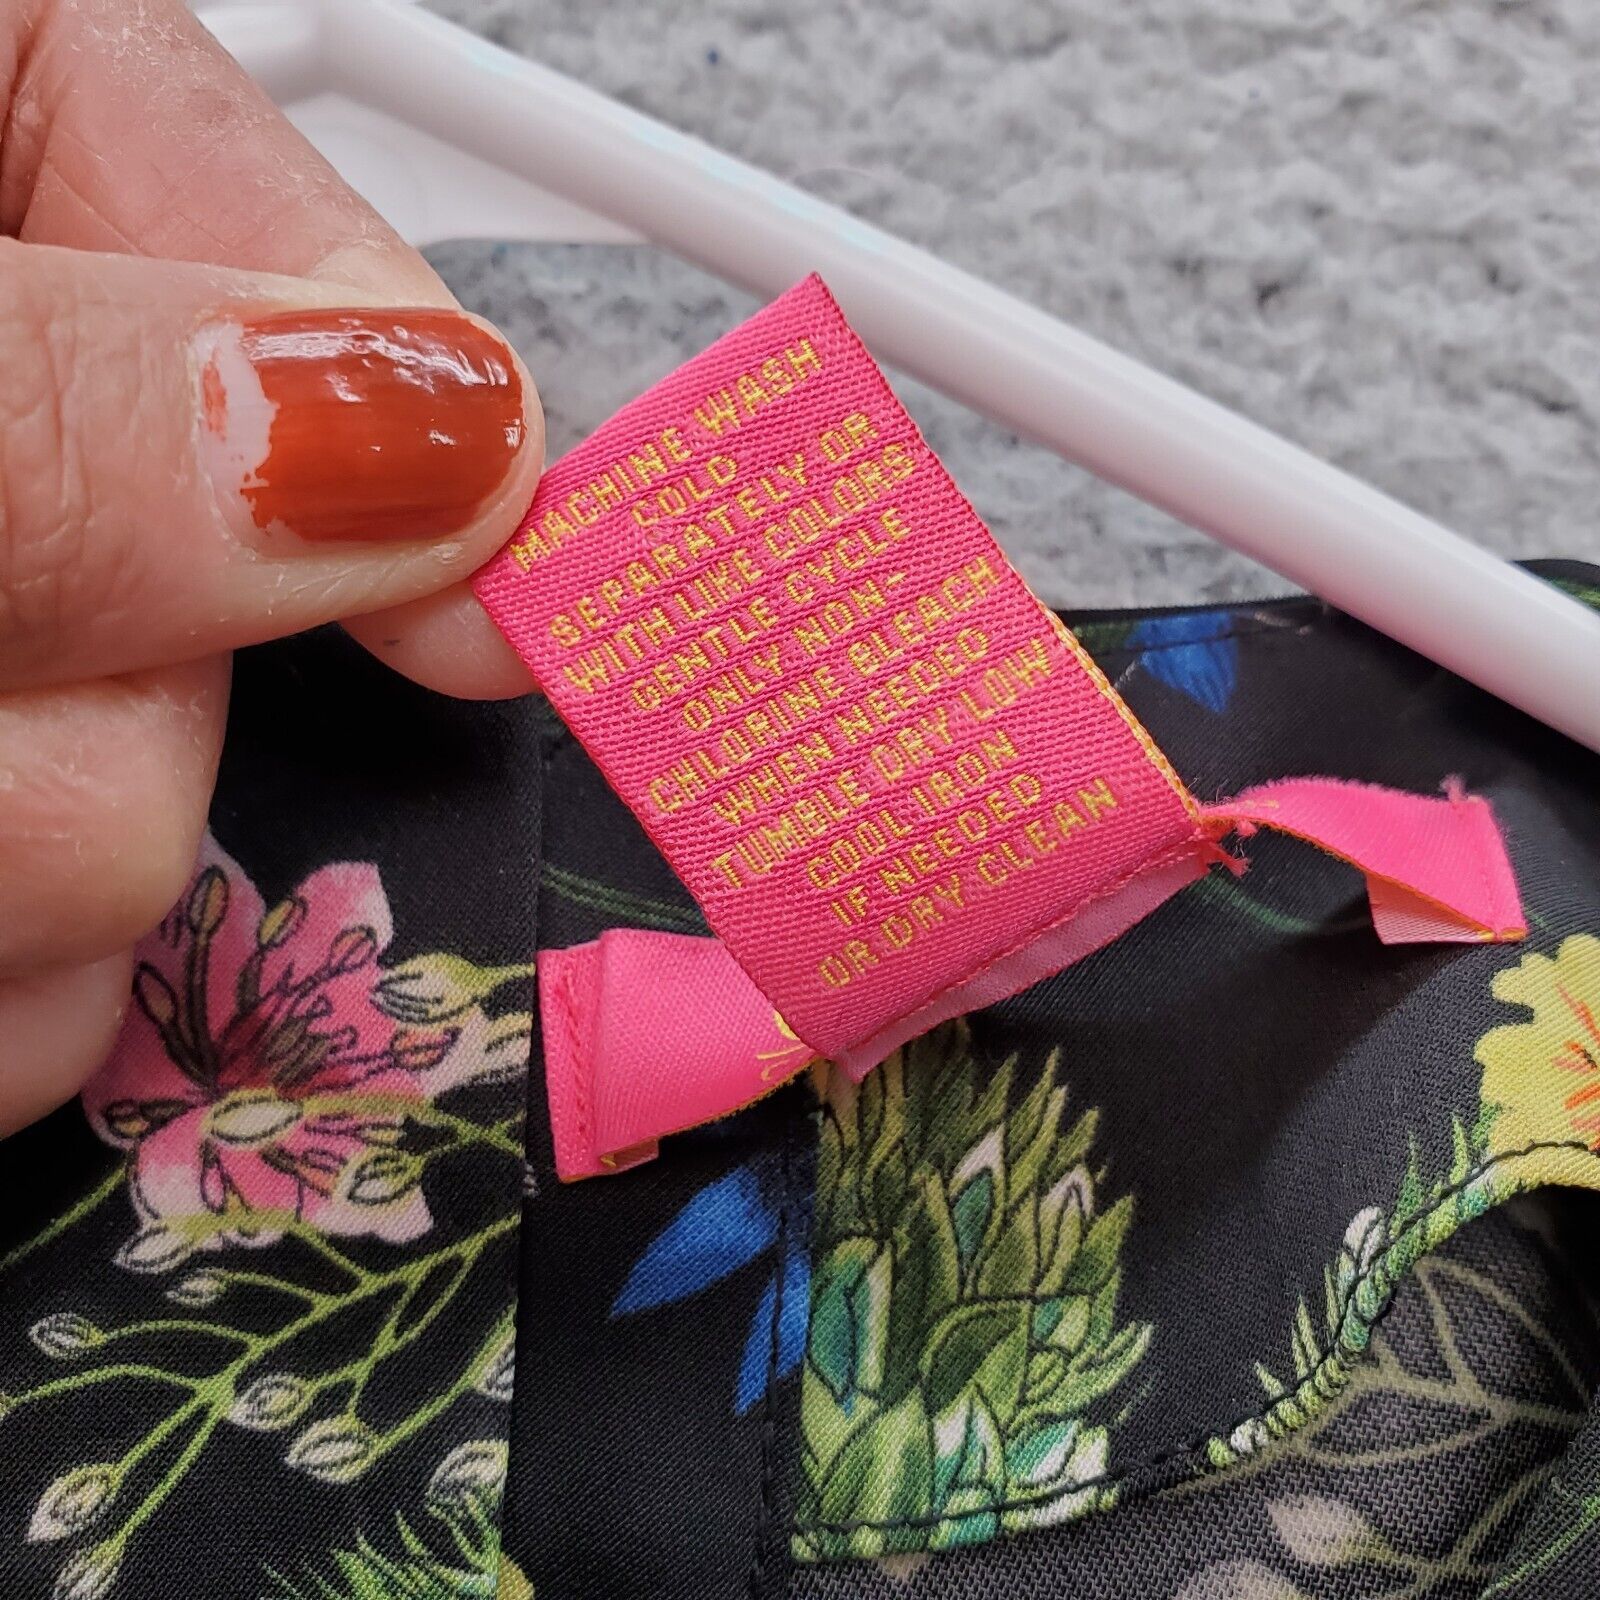 MACHINE WASH
COLD
SEPARATELY OR
WITH LIKE COLORS
GENTLE CYCLE
ONLY NON-
CHLORINE BLEACH
WHEN NEEDED
TUMBLE DRY LOW
COOL IRON
IF NEEDED
OR DRY CLEAN